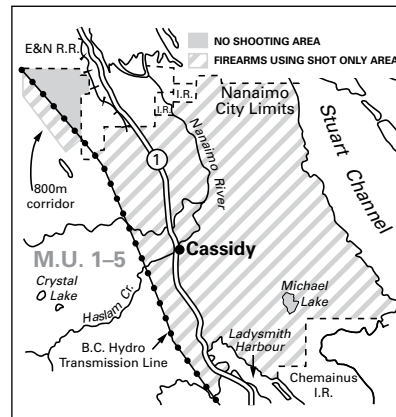 E&N R.R.
NO SHOOTING AREA
FIREARMS USING SHOT ONLY AREA
I.R.
I.R.
Nanaimo
City Limits
Stuart Channel
Nanaimo
River
1
800m
corridor
Cassidy
M.U. 1–5
Crystal
Lake
Haslam Cr.
Michael
Lake
B.C. Hydro
Transmission Line
Ladysmith
Harbour
Chemainus
I.R.